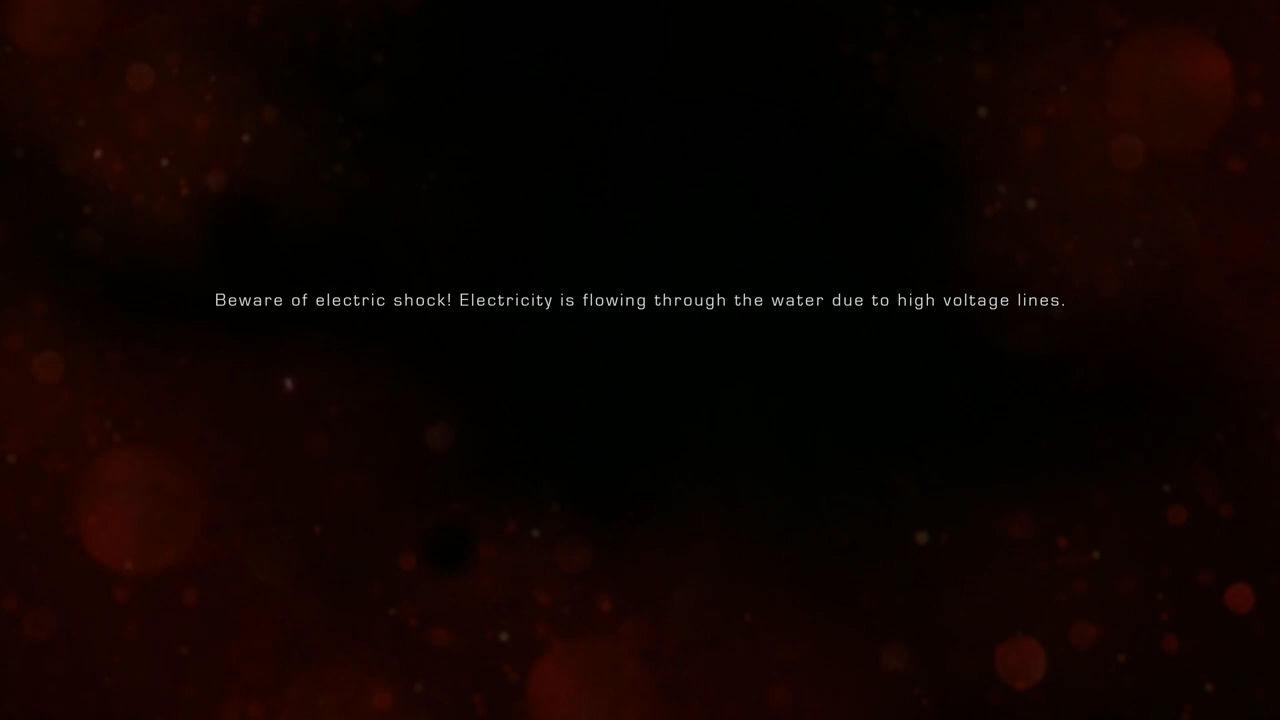 Beware of electric shock! Electricity is flowing through the water due to high voltage lines.